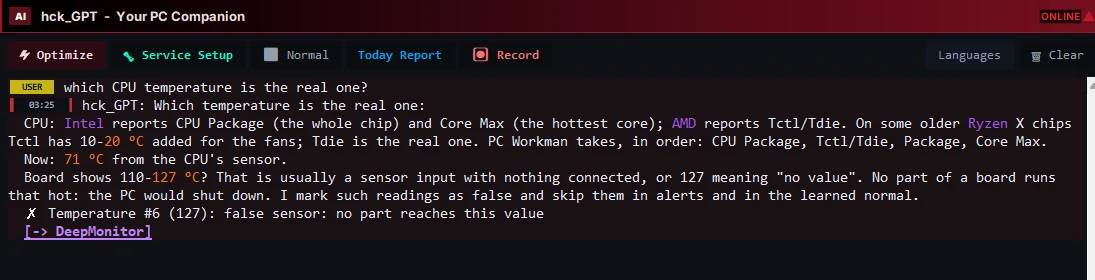 AI hck_GPT - Your PC Companion ONLINE
Optimize Service Setup Normal Today Report Record Languages Clear
USER which CPU temperature is the real one?
03:25 hck_GPT: Which temperature is the real one:
CPU: Intel reports CPU Package (the whole chip) and Core Max (the hottest core); AMD reports Tctl/Tdie. On some older Ryzen X chips
Tctl has 10-20 °C added for the fans; Tdie is the real one. PC Workman takes, in order: CPU Package, Tctl/Tdie, Package, Core Max.
Now: 71 °C from the CPU's sensor.
Board shows 110-127 °C? That is usually a sensor input with nothing connected, or 127 meaning "no value". No part of a board runs
that hot: the PC would shut down. I mark such readings as false and skip them in alerts and in the learned normal.
✗ Temperature #6 (127): false sensor: no part reaches this value
[-> DeepMonitor]